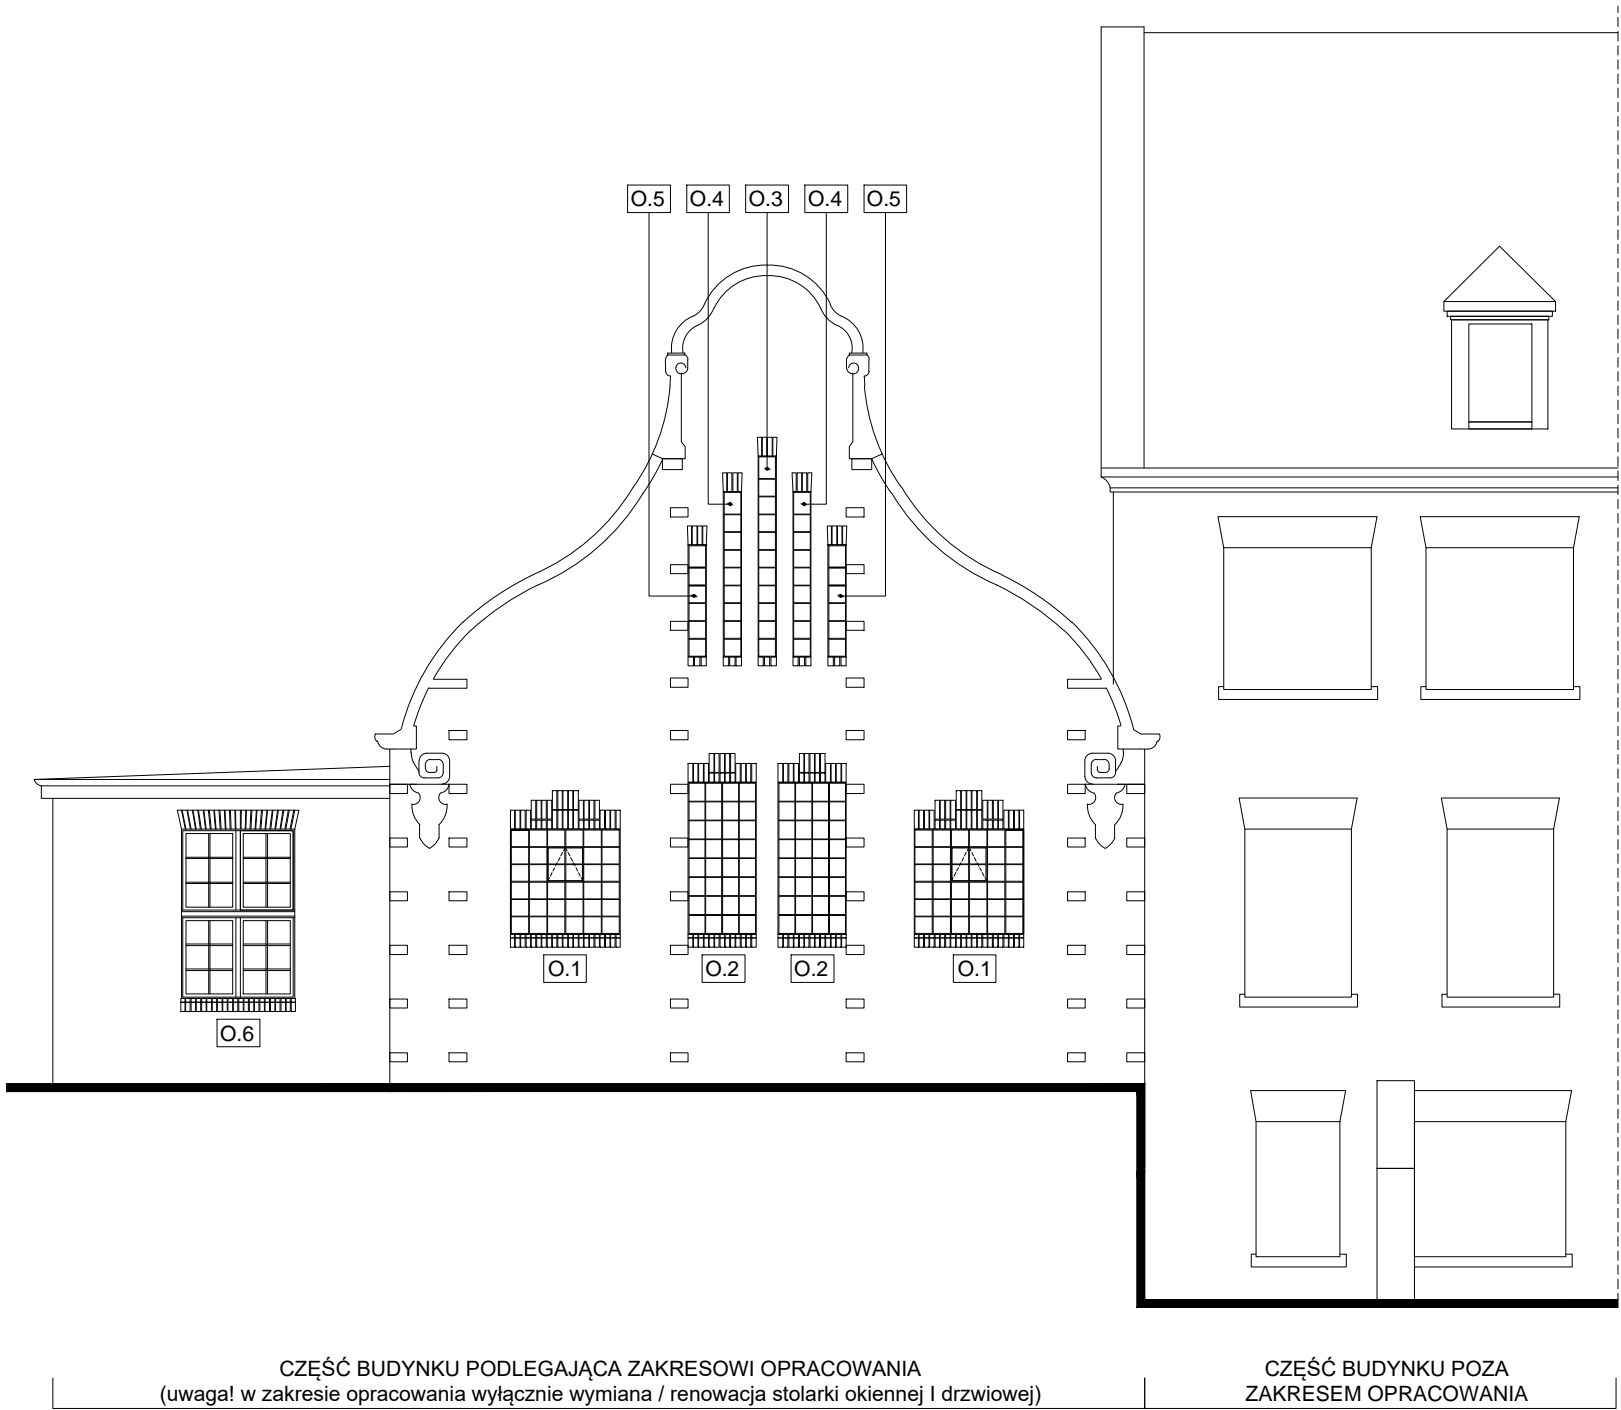 O.5 O.4 O.3 O.4 O.5
O.1 O.2 O.2 O.1
O.6
CZĘŚĆ BUDYNKU PODLEGAJĄCA ZAKRESOWI OPRACOWANIA
(uwaga! w zakresie opracowania wyłącznie wymiana / renowacja stolarki okiennej I drzwiowej)
CZĘŚĆ BUDYNKU POZA
ZAKRESEM OPRACOWANIA